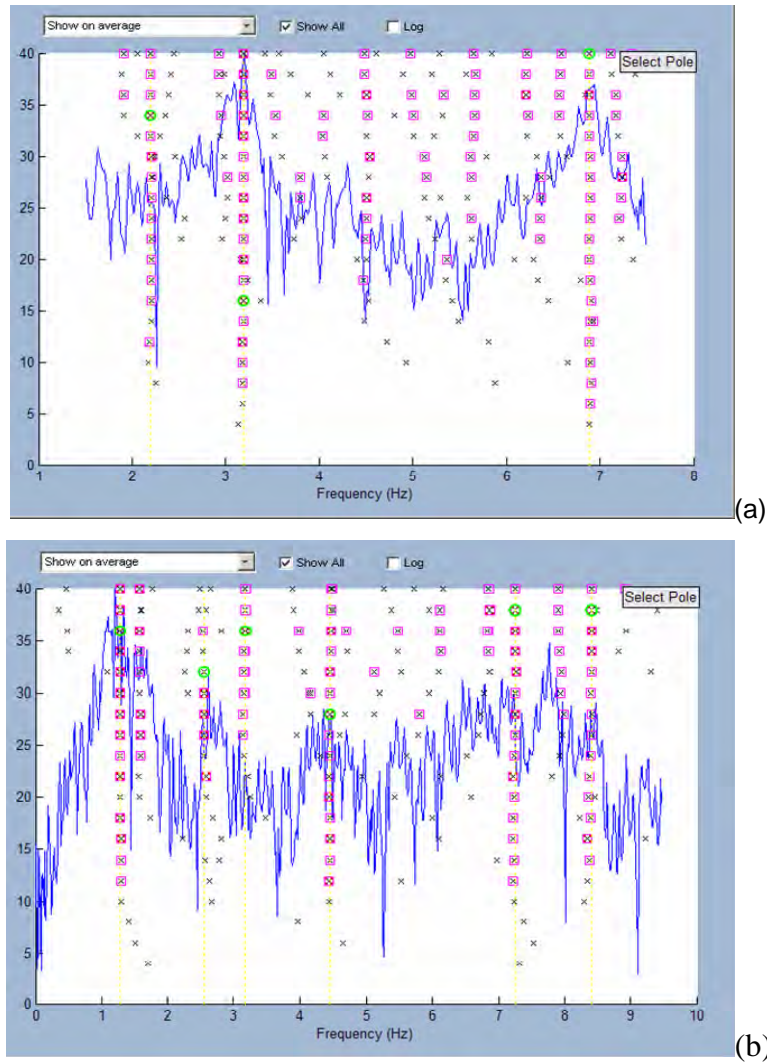 Show on average
Show All
Log
Select Pole
40
35
30
25
20
15
10
5
0
1 2 3 4 5 6 7 8
Frequency (Hz)
(a)
Show on average
Show All
Log
Select Pole
40
35
30
25
20
15
10
5
0
0 1 2 3 4 5 6 7 8 9 10
Frequency (Hz)
(b)